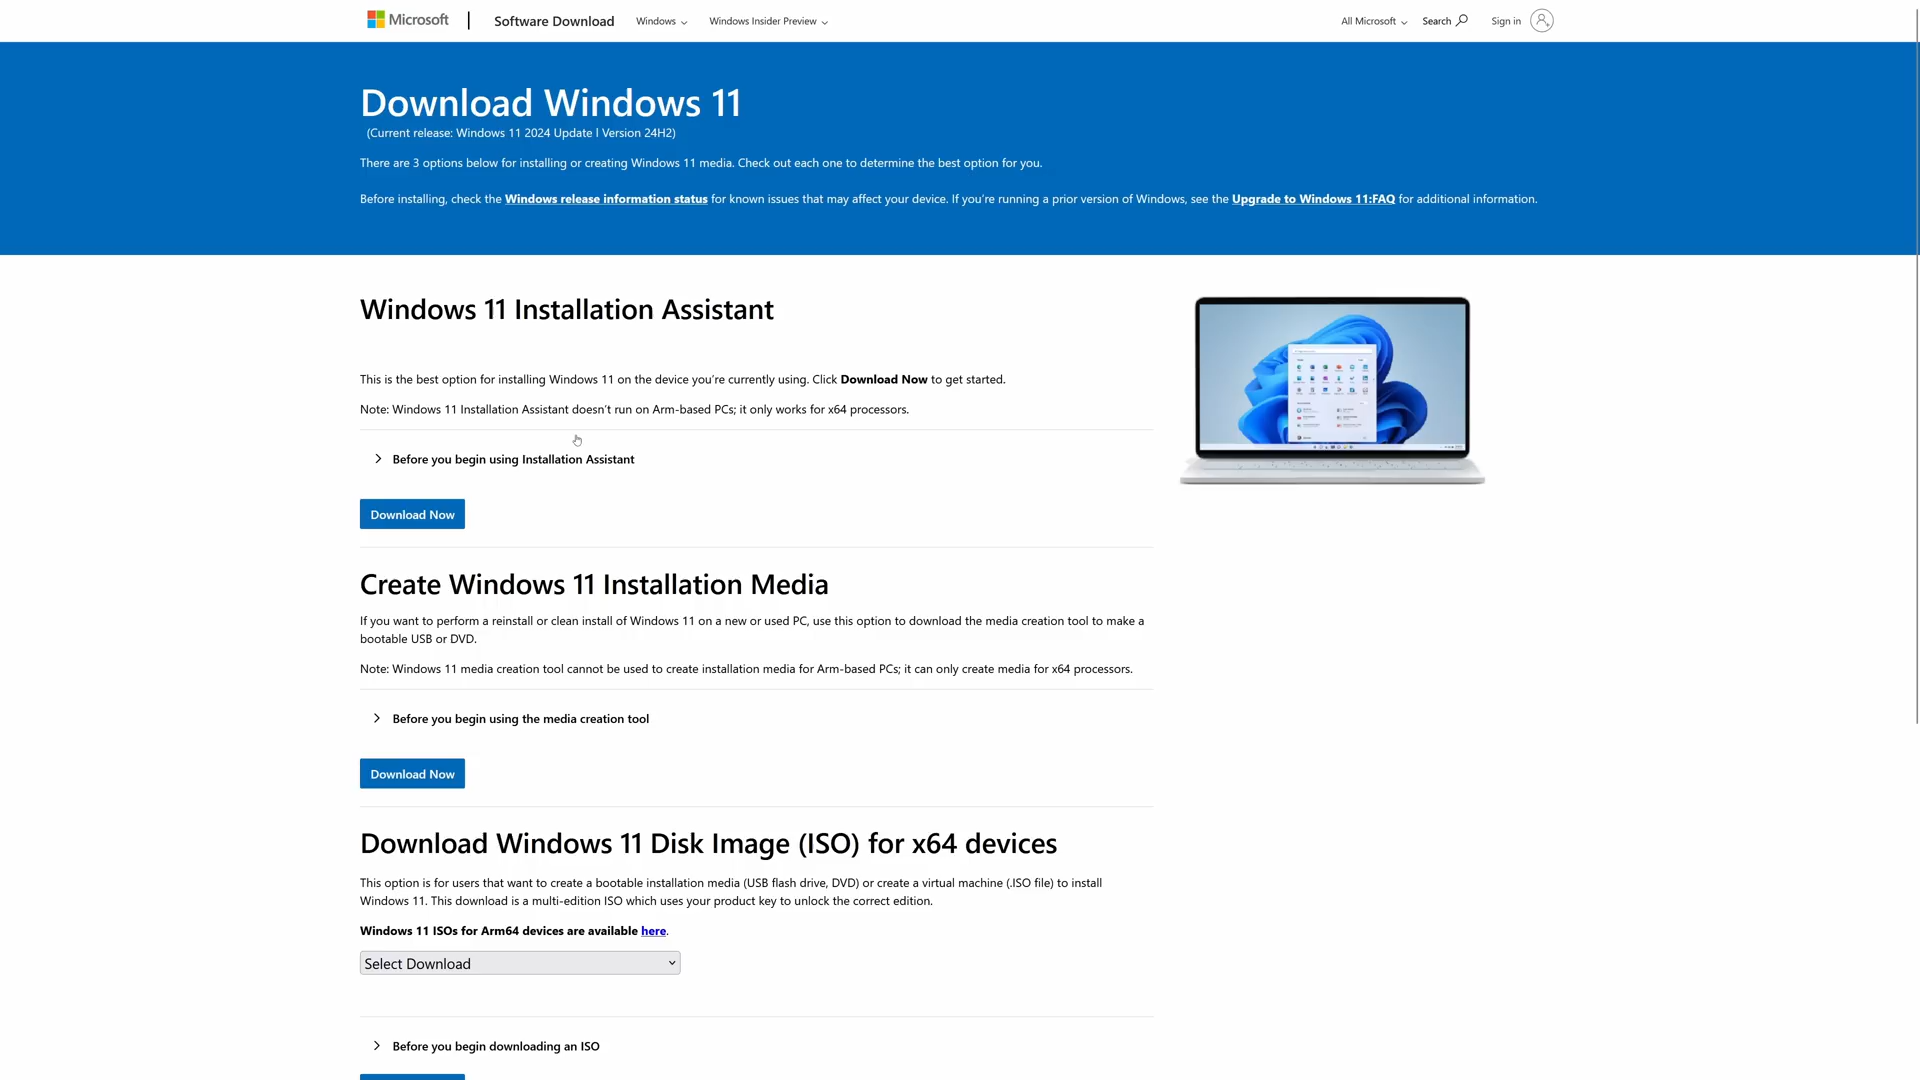 Microsoft
Software Download
Windows
Windows Insider Preview
All Microsoft
Search
Sign in
Download Windows 11
(Current release: Windows 11 2024 Update l Version 24H2)
There are 3 options below for installing or creating Windows 11 media. Check out each one to determine the best option for you.
Before installing, check the Windows release information status for known issues that may affect your device. If you’re running a prior version of Windows, see the Upgrade to Windows 11:FAQ for additional information.
Windows 11 Installation Assistant
This is the best option for installing Windows 11 on the device you’re currently using. Click Download Now to get started.
Note: Windows 11 Installation Assistant doesn’t run on Arm-based PCs; it only works for x64 processors.
Before you begin using Installation Assistant
Download Now
Create Windows 11 Installation Media
If you want to perform a reinstall or clean install of Windows 11 on a new or used PC, use this option to download the media creation tool to make a
bootable USB or DVD.
Note: Windows 11 media creation tool cannot be used to create installation media for Arm-based PCs; it can only create media for x64 processors.
Before you begin using the media creation tool
Download Now
Download Windows 11 Disk Image (ISO) for x64 devices
This option is for users that want to create a bootable installation media (USB flash drive, DVD) or create a virtual machine (.ISO file) to install
Windows 11. This download is a multi-edition ISO which uses your product key to unlock the correct edition.
Windows 11 ISOs for Arm64 devices are available here.
Select Download
Before you begin downloading an ISO